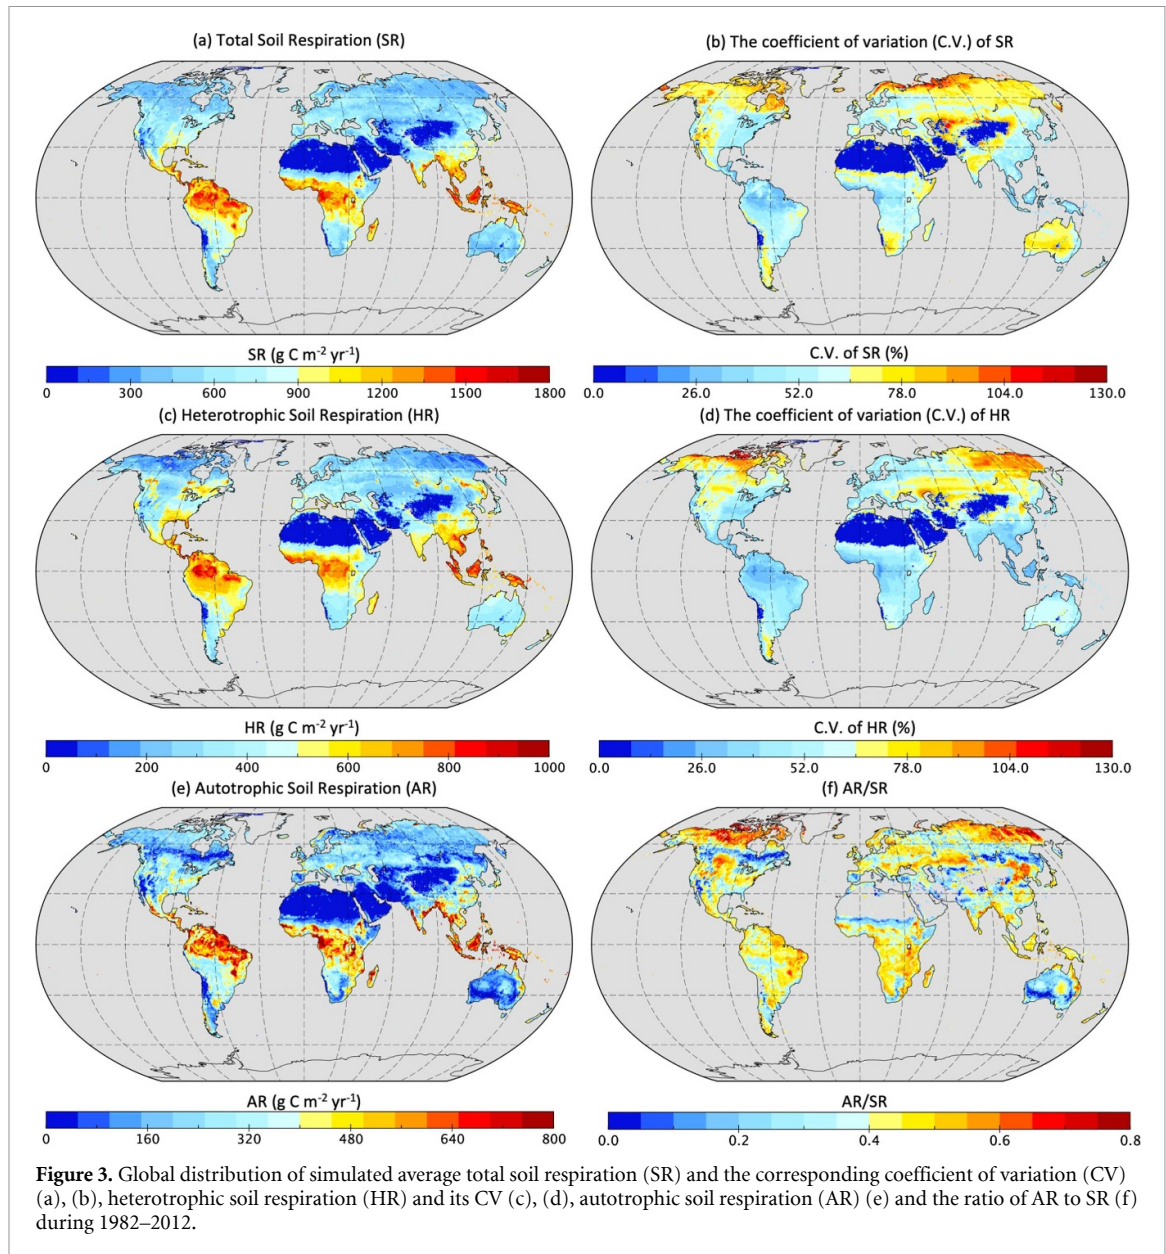 (a) Total Soil Respiration (SR)
(b) The coefficient of variation (C.V.) of SR
SR (g C m⁻² yr⁻¹)
0 300 600 900 1200 1500 1800
C.V. of SR (%)
0.0 26.0 52.0 78.0 104.0 130.0
(c) Heterotrophic Soil Respiration (HR)
(d) The coefficient of variation (C.V.) of HR
HR (g C m⁻² yr⁻¹)
0 200 400 600 800 1000
C.V. of HR (%)
0.0 26.0 52.0 78.0 104.0 130.0
(e) Autotrophic Soil Respiration (AR)
(f) AR/SR
AR (g C m⁻² yr⁻¹)
0 160 320 480 640 800
AR/SR
0.0 0.2 0.4 0.6 0.8
Figure 3. Global distribution of simulated average total soil respiration (SR) and the corresponding coefficient of variation (CV)
(a), (b), heterotrophic soil respiration (HR) and its CV (c), (d), autotrophic soil respiration (AR) (e) and the ratio of AR to SR (f)
during 1982–2012.